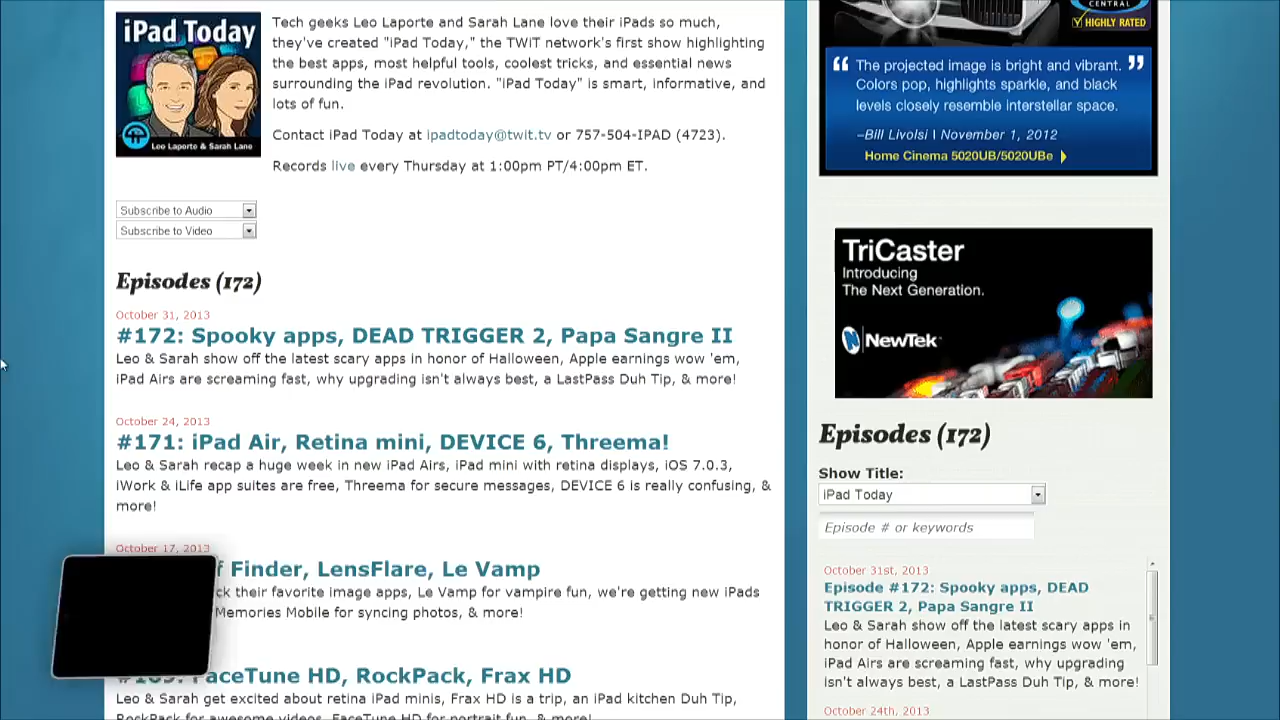 iPad Today
Leo Laporte & Sarah Lane
Tech geeks Leo Laporte and Sarah Lane love their iPads so much,
they've created "iPad Today," the TWiT network's first show highlighting
the best apps, most helpful tools, coolest tricks, and essential news
surrounding the iPad revolution. "iPad Today" is smart, informative, and
lots of fun.
Contact iPad Today at ipadtoday@twit.tv or 757-504-IPAD (4723).
Records live every Thursday at 1:00pm PT/4:00pm ET.
Subscribe to Audio
Subscribe to Video
Episodes (172)
October 31, 2013
#172: Spooky apps, DEAD TRIGGER 2, Papa Sangre II
Leo & Sarah show off the latest scary apps in honor of Halloween, Apple earnings wow 'em,
iPad Airs are screaming fast, why upgrading isn't always best, a LastPass Duh Tip, & more!
October 24, 2013
#171: iPad Air, Retina mini, DEVICE 6, Threema!
Leo & Sarah recap a huge week in new iPad Airs, iPad mini with retina displays, iOS 7.0.3,
iWork & iLife app suites are free, Threema for secure messages, DEVICE 6 is really confusing, &
more!
October 17, 2013
Finder, LensFlare, Le Vamp
their favorite image apps, Le Vamp for vampire fun, we're getting new iPads
Memories Mobile for syncing photos, & more!
FaceTune HD, RockPack, Frax HD
Leo & Sarah get excited about retina iPad minis, Frax HD is a trip, an iPad kitchen Duh Tip,
RockPack for awesome videos, FaceTune HD for portrait fun, & more!
CENTRAL
HIGHLY RATED
“ The projected image is bright and vibrant. ”
Colors pop, highlights sparkle, and black
levels closely resemble interstellar space.
–Bill Livolsi | November 1, 2012
Home Cinema 5020UB/5020UBe
TriCaster
Introducing
The Next Generation.
NewTek
Episodes (172)
Show Title:
iPad Today
Episode # or keywords
October 31st, 2013
Episode #172: Spooky apps, DEAD
TRIGGER 2, Papa Sangre II
Leo & Sarah show off the latest scary apps in
honor of Halloween, Apple earnings wow 'em,
iPad Airs are screaming fast, why upgrading
isn't always best, a LastPass Duh Tip, & more!
October 24th, 2013